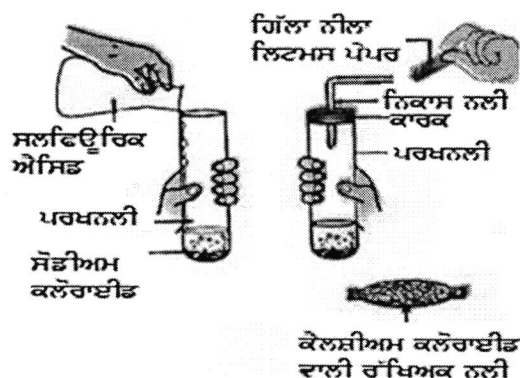 ਗਿੱਲਾ ਨੀਲਾ
ਲਿਟਮਸ ਪੇਪਰ
ਨਿਕਾਸ ਨਲੀ
ਕਾਰਕ
ਪਰਖਨਲੀ
ਸਲਫਿਊਰਿਕ
ਐਸਿਡ
ਪਰਖਨਲੀ
ਸੋਡੀਅਮ
ਕਲੋਰਾਈਡ
ਕੈਲਸ਼ੀਅਮ ਕਲੋਰਾਈਡ
ਵਾਲੀ ਰੱਖਿਅਕ ਨਲੀ